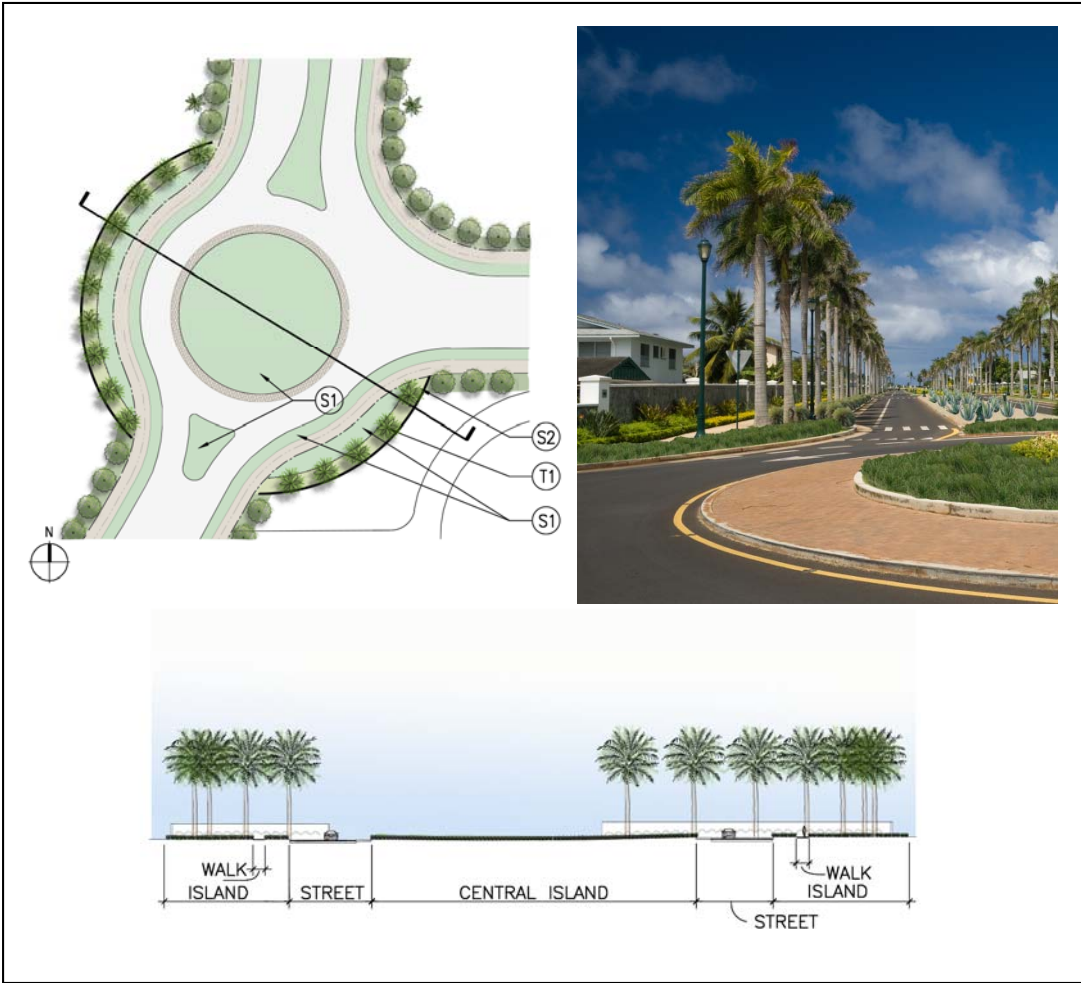 S1
S2
T1
S1
N
WALK
ISLAND
STREET
CENTRAL ISLAND
WALK
ISLAND
STREET